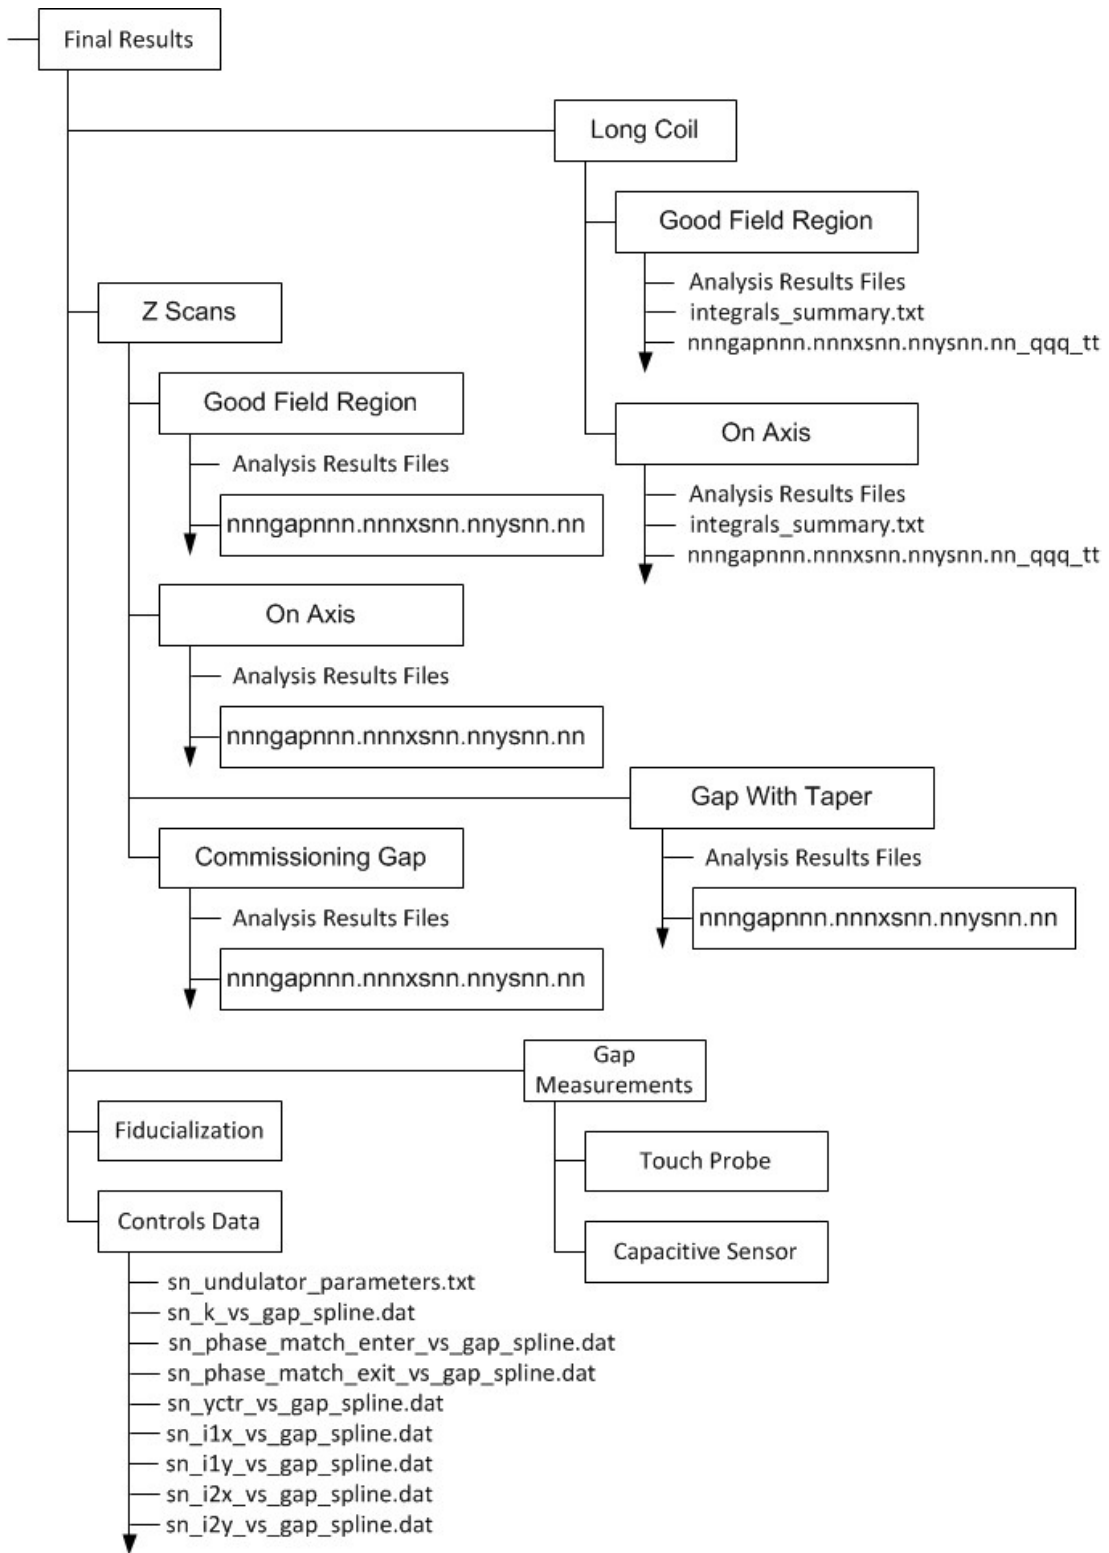 Final Results
Long Coil
Good Field Region
Analysis Results Files
integrals_summary.txt
nnngapnnn.nnnxsnn.nnysnn.nn_qqq_tt
On Axis
Analysis Results Files
integrals_summary.txt
nnngapnnn.nnnxsnn.nnysnn.nn_qqq_tt
Z Scans
Good Field Region
Analysis Results Files
nnngapnnn.nnnxsnn.nnysnn.nn
On Axis
Analysis Results Files
nnngapnnn.nnnxsnn.nnysnn.nn
Gap With Taper
Analysis Results Files
nnngapnnn.nnnxsnn.nnysnn.nn
Commissioning Gap
Analysis Results Files
nnngapnnn.nnnxsnn.nnysnn.nn
Gap
Measurements
Touch Probe
Capacitive Sensor
Fiducialization
Controls Data
sn_undulator_parameters.txt
sn_k_vs_gap_spline.dat
sn_phase_match_enter_vs_gap_spline.dat
sn_phase_match_exit_vs_gap_spline.dat
sn_yctr_vs_gap_spline.dat
sn_i1x_vs_gap_spline.dat
sn_i1y_vs_gap_spline.dat
sn_i2x_vs_gap_spline.dat
sn_i2y_vs_gap_spline.dat